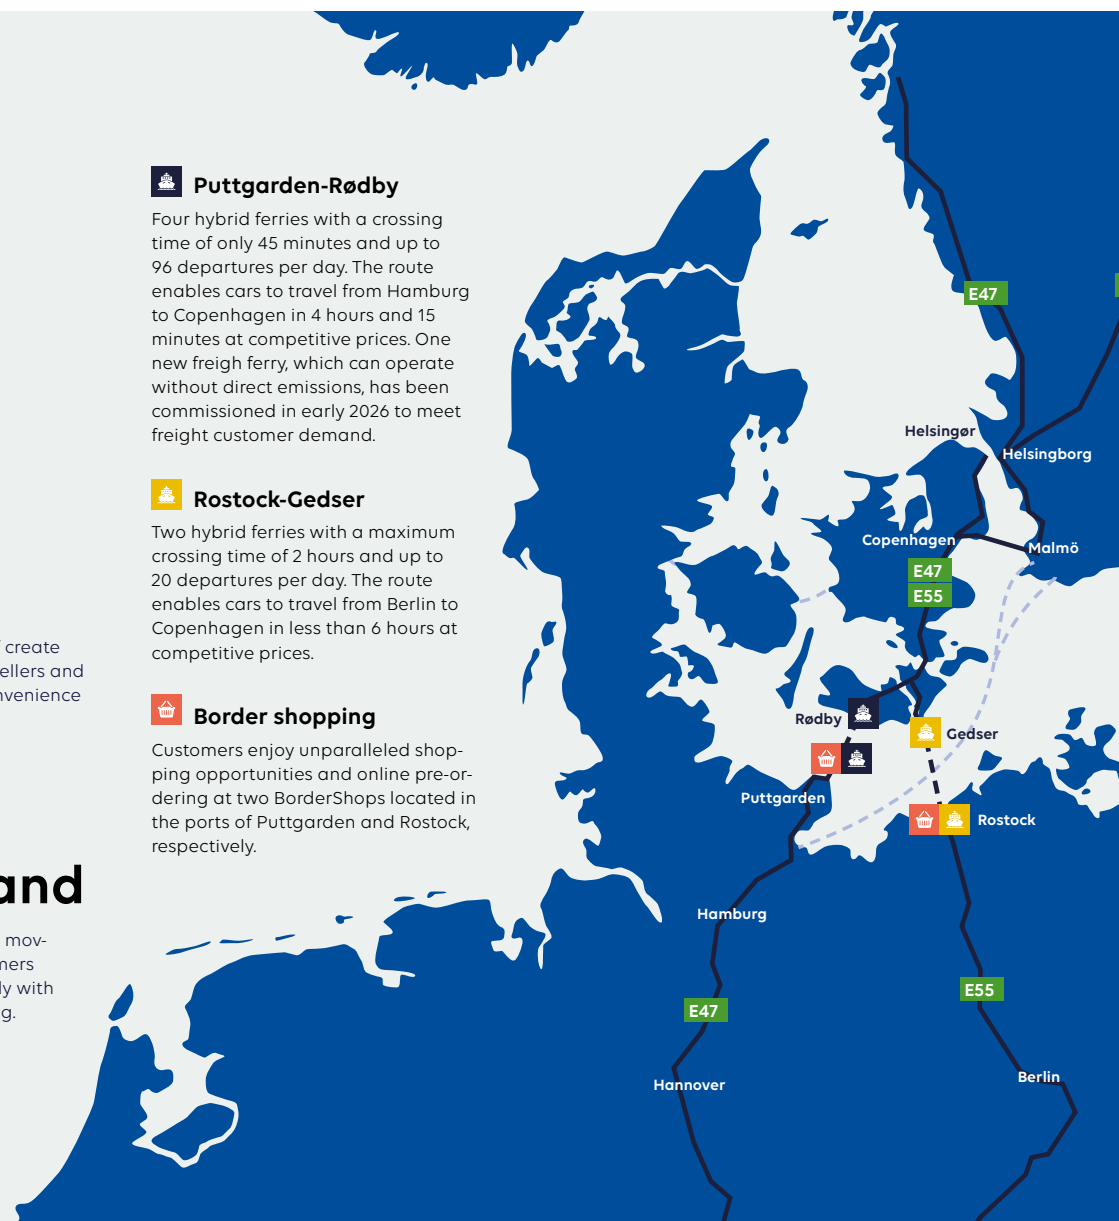 Puttgarden-Rødby
Four hybrid ferries with a crossing
time of only 45 minutes and up to
96 departures per day. The route
enables cars to travel from Hamburg
to Copenhagen in 4 hours and 15
minutes at competitive prices. One
new freigh ferry, which can operate
without direct emissions, has been
commissioned in early 2026 to meet
freight customer demand.
Rostock-Gedser
Two hybrid ferries with a maximum
crossing time of 2 hours and up to
20 departures per day. The route
enables cars to travel from Berlin to
Copenhagen in less than 6 hours at
competitive prices.
Border shopping
Customers enjoy unparalleled shop-
ping opportunities and online pre-or-
dering at two BorderShops located in
the ports of Puttgarden and Rostock,
respectively.
create
ellers and
nvenience
and
mov-
mers
ly with
g.
E47
Helsingør
Helsingborg
Copenhagen
Malmö
E47
E55
Rødby
Gedser
Puttgarden
Rostock
Hamburg
E55
E47
Berlin
Hannover